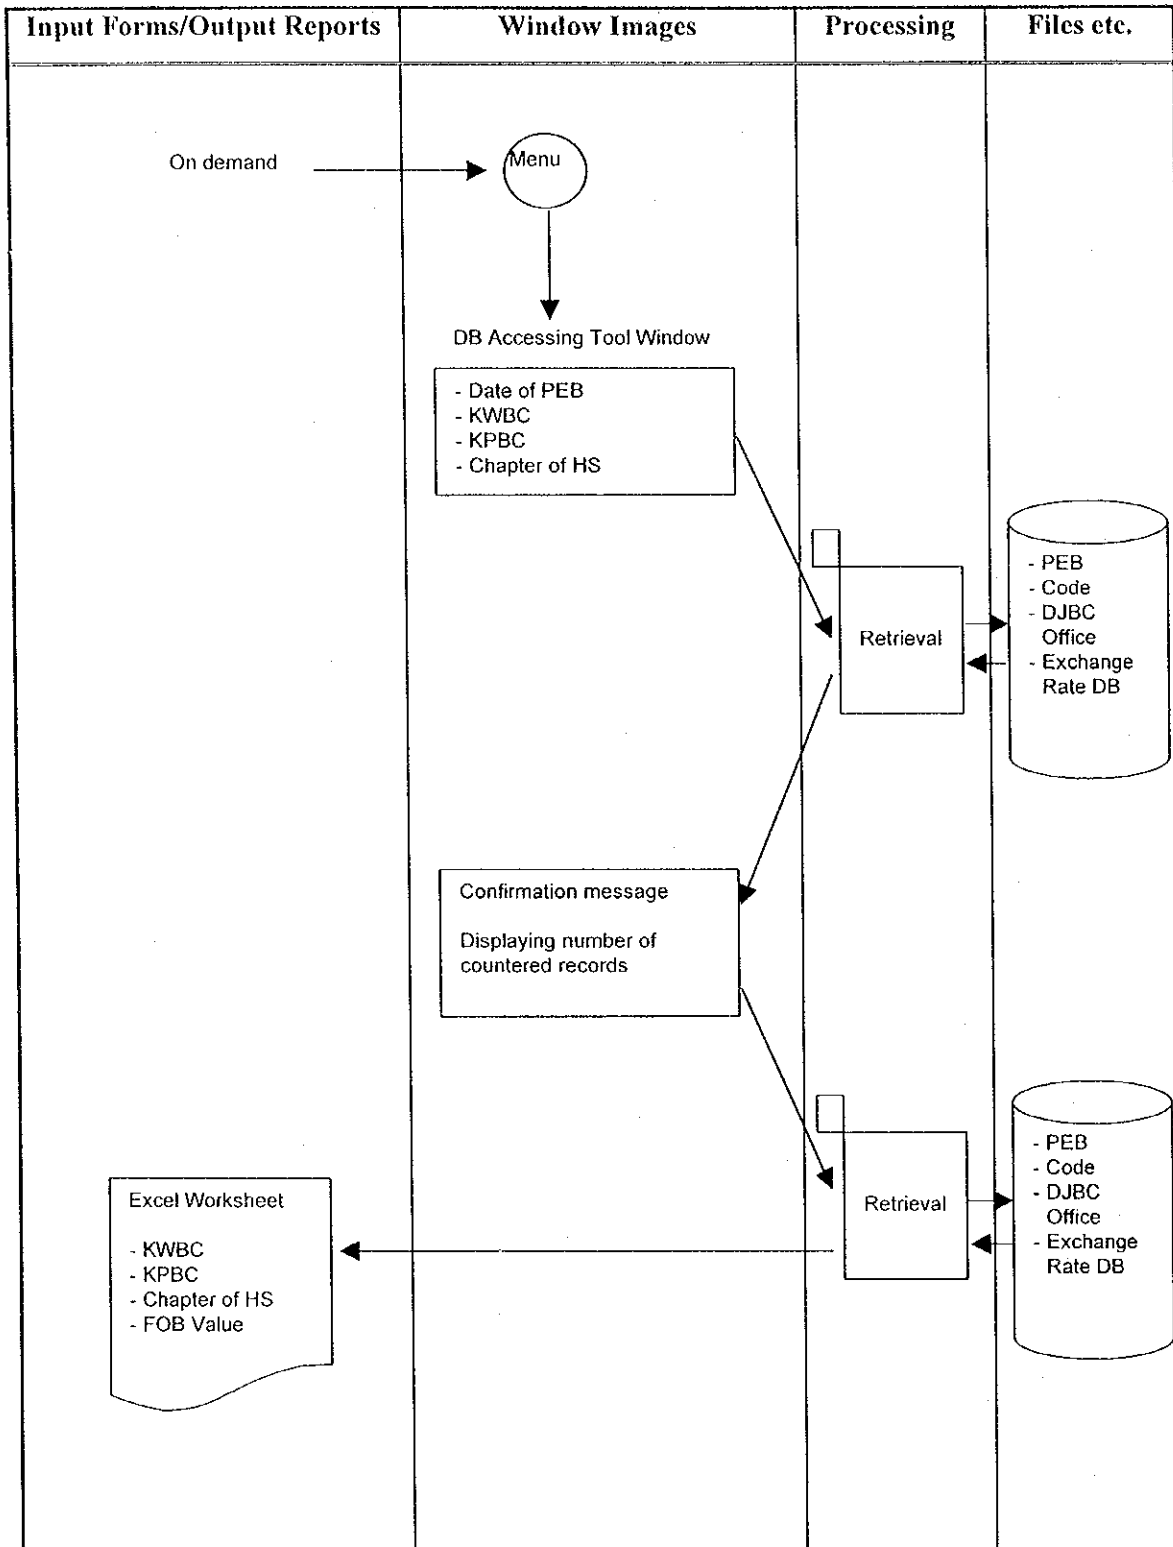 Input Forms/Output Reports
Window Images
Processing
Files etc.
On demand
Menu
DB Accessing Tool Window
- Date of PEB
- KWBC
- KPBC
- Chapter of HS
Retrieval
- PEB
- Code
- DJBC
Office
- Exchange
Rate DB
Confirmation message
Displaying number of
countered records
Retrieval
- PEB
- Code
- DJBC
Office
- Exchange
Rate DB
Excel Worksheet
- KWBC
- KPBC
- Chapter of HS
- FOB Value